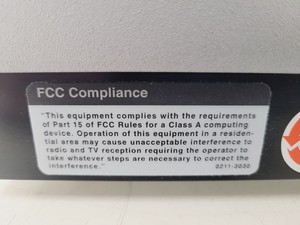 FCC Compliance
"This equipment complies with the requirements
of Part 15 of FCC Rules for a Class A computing
device. Operation of this equipment in a residen-
tial area may cause unacceptable interference to
radio and TV reception requiring the operator to
take whatever steps are necessary to correct the
interference."
0211-3030